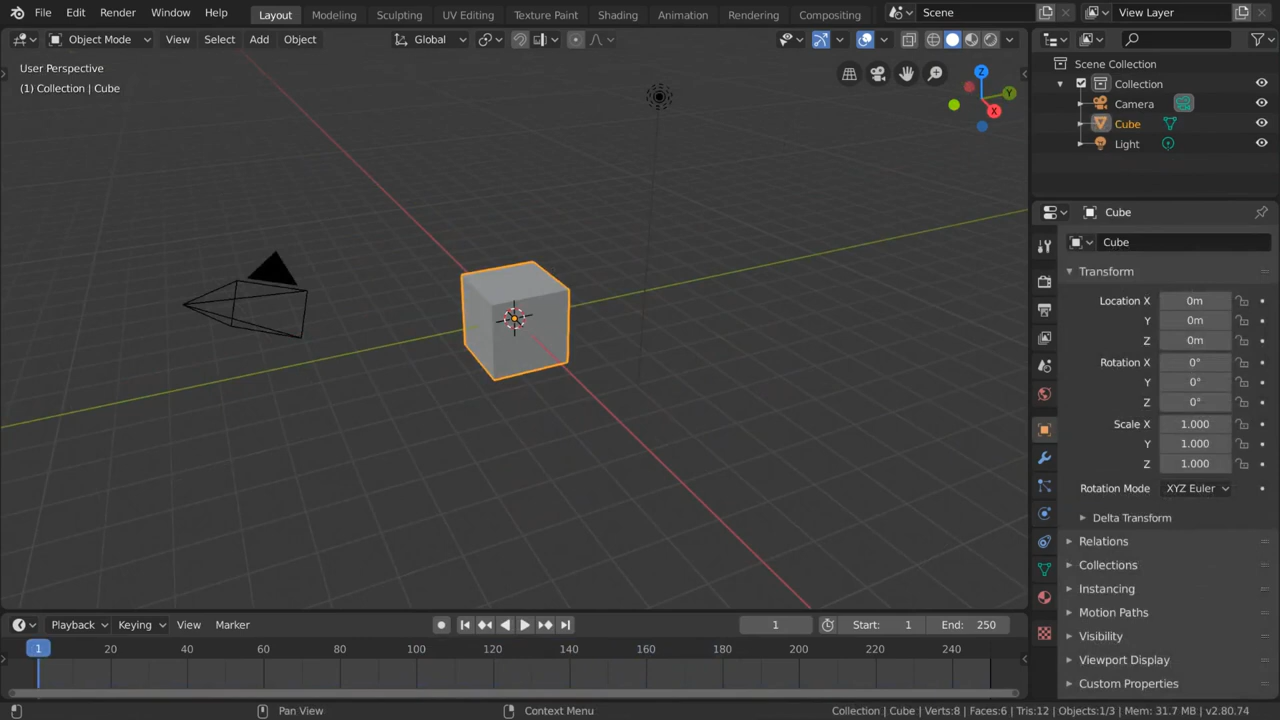 File Edit Render Window Help Layout Modeling Sculpting UV Editing Texture Paint Shading Animation Rendering Compositing Scene View Layer
Object Mode View Select Add Object Global
User Perspective
(1) Collection | Cube
Z
Y
X
Scene Collection
Collection
Camera
Cube
Light
Cube
Cube
Transform
Location X 0m
Y 0m
Z 0m
Rotation X 0°
Y 0°
Z 0°
Scale X 1.000
Y 1.000
Z 1.000
Rotation Mode XYZ Euler
Delta Transform
Relations
Collections
Instancing
Motion Paths
Visibility
Viewport Display
Custom Properties
Playback Keying View Marker 1 Start: 1 End: 250
1 20 40 60 80 100 120 140 160 180 200 220 240
Pan View Context Menu Collection | Cube | Verts:8 | Faces:6 | Tris:12 | Objects:1/3 | Mem: 31.7 MB | v2.80.74